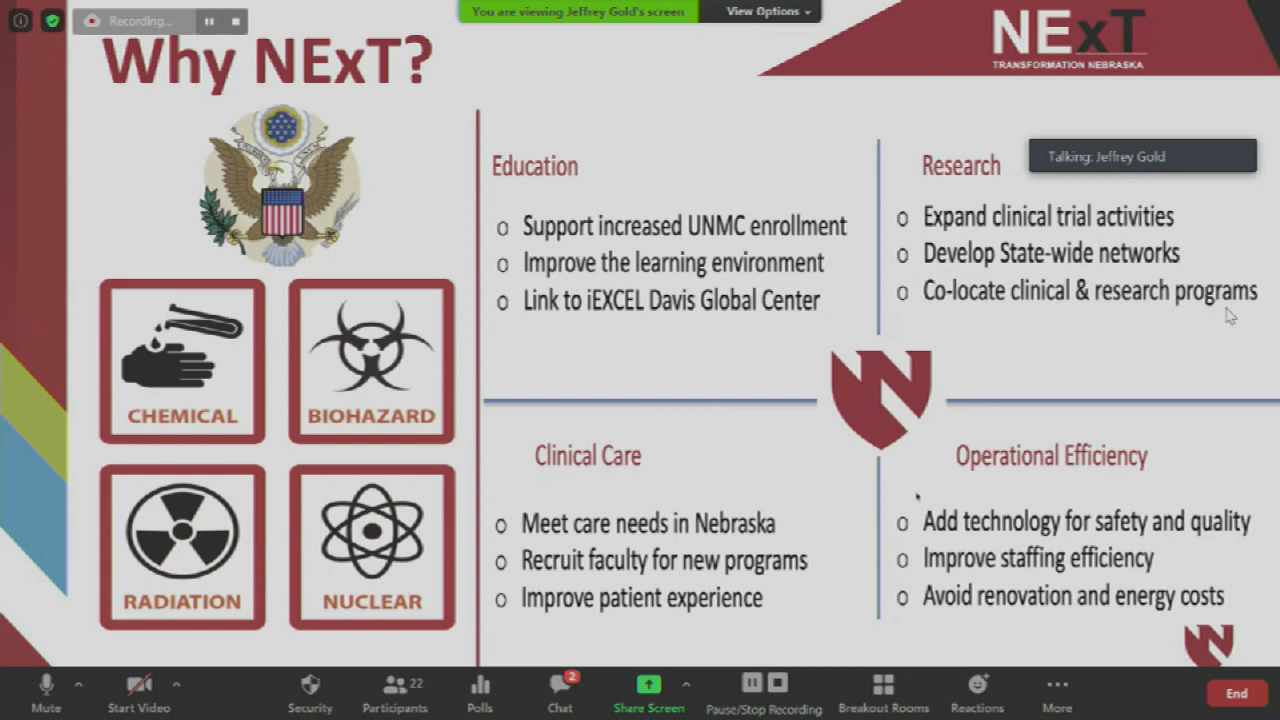 Recording...
You are viewing Jeffrey Gold's screen
View Options
Why NExT?
NExT
TRANSFORMATION NEBRASKA
Talking: Jeffrey Gold
Education
Support increased UNMC enrollment
Improve the learning environment
Link to iEXCEL Davis Global Center
Research
Expand clinical trial activities
Develop State-wide networks
Co-locate clinical & research programs
CHEMICAL
BIOHAZARD
RADIATION
NUCLEAR
Clinical Care
Meet care needs in Nebraska
Recruit faculty for new programs
Improve patient experience
Operational Efficiency
Add technology for safety and quality
Improve staffing efficiency
Avoid renovation and energy costs
Mute
Start Video
Security
22
Participants
Polls
2
Chat
Share Screen
Pause/Stop Recording
Breakout Rooms
Reactions
More
End